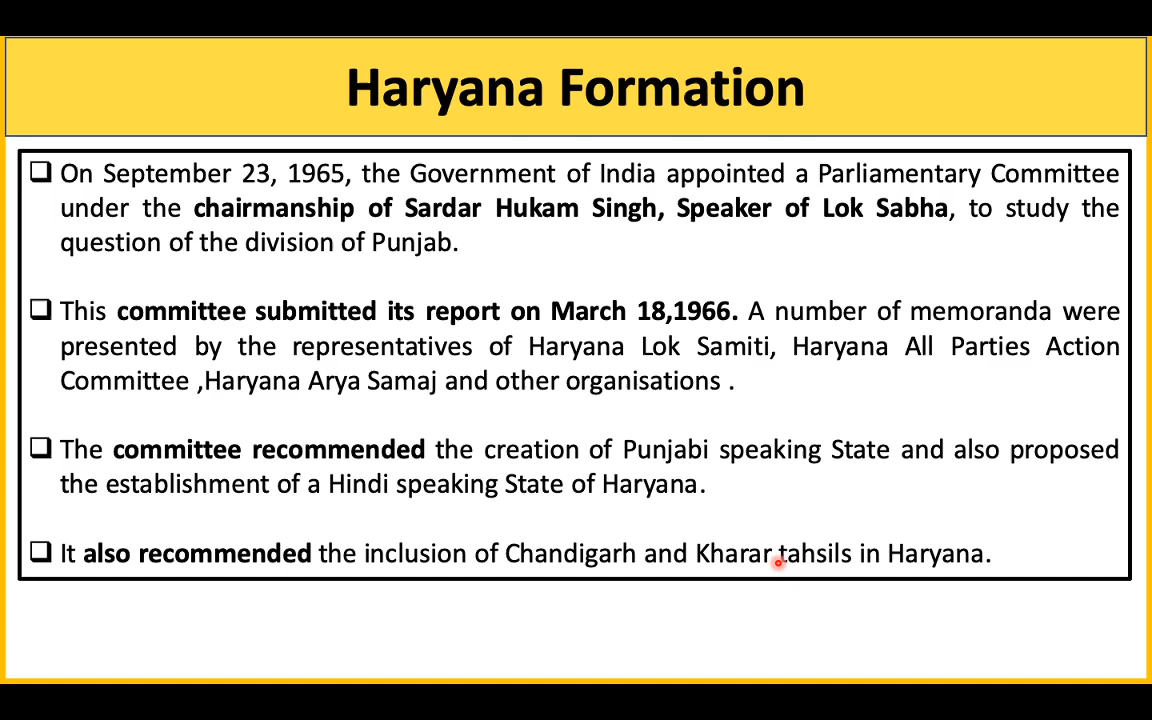 Haryana Formation
❑ On September 23, 1965, the Government of India appointed a Parliamentary Committee
under the chairmanship of Sardar Hukam Singh, Speaker of Lok Sabha, to study the
question of the division of Punjab.
❑ This committee submitted its report on March 18,1966. A number of memoranda were
presented by the representatives of Haryana Lok Samiti, Haryana All Parties Action
Committee ,Haryana Arya Samaj and other organisations .
❑ The committee recommended the creation of Punjabi speaking State and also proposed
the establishment of a Hindi speaking State of Haryana.
❑ It also recommended the inclusion of Chandigarh and Kharar tahsils in Haryana.